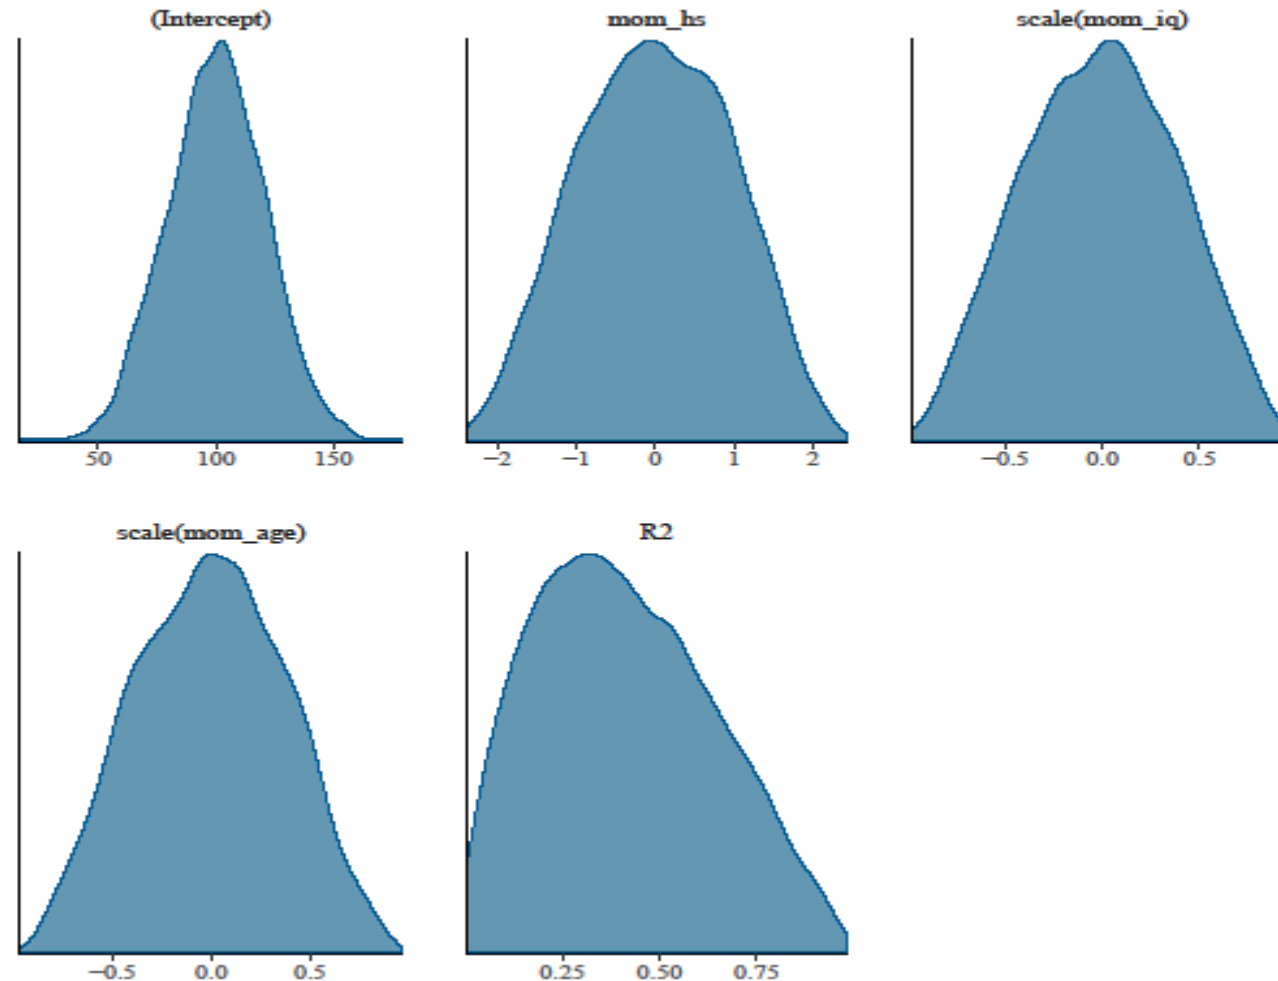 (Intercept) mom_hs scale(mom_iq)
50 100 150 −2 −1 0 1 2 −0.5 0.0 0.5
scale(mom_age) R2
−0.5 0.0 0.5 0.25 0.50 0.75